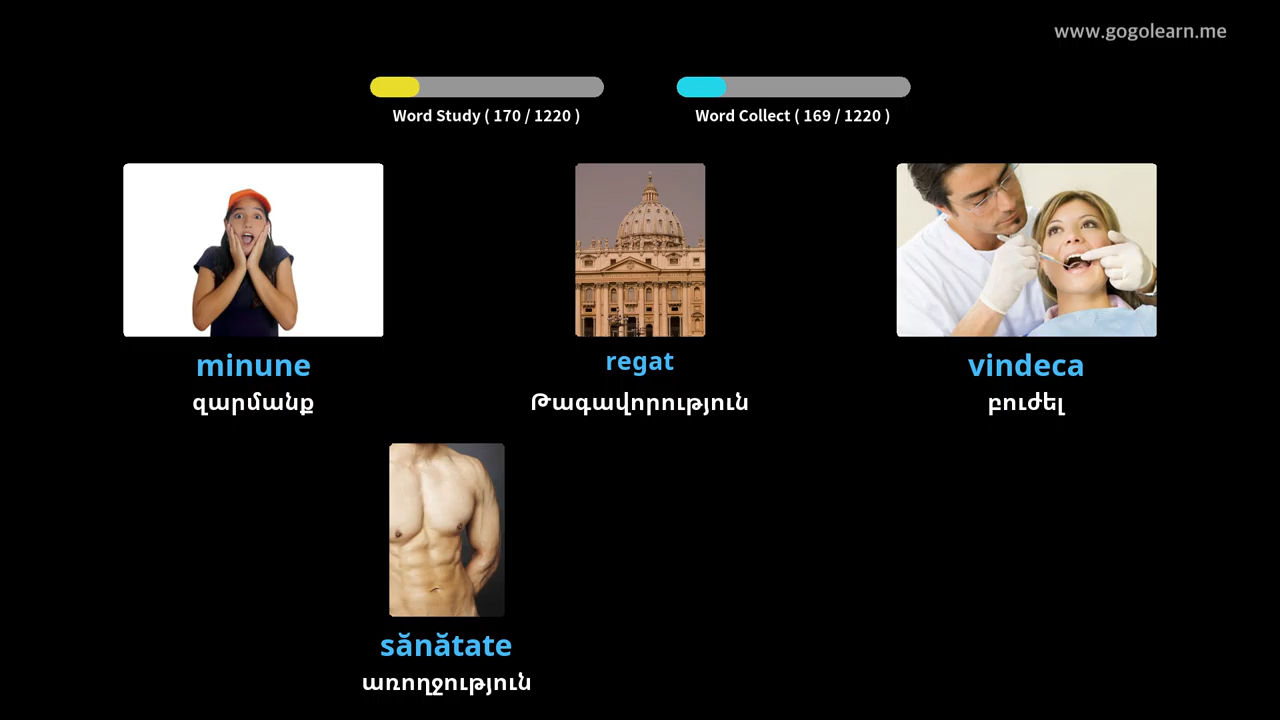 www.gogolearn.me
Word Study ( 170 / 1220 )
Word Collect ( 169 / 1220 )
minune
զարմանք
regat
Թագավորություն
vindeca
բուժել
sănătate
առողջություն